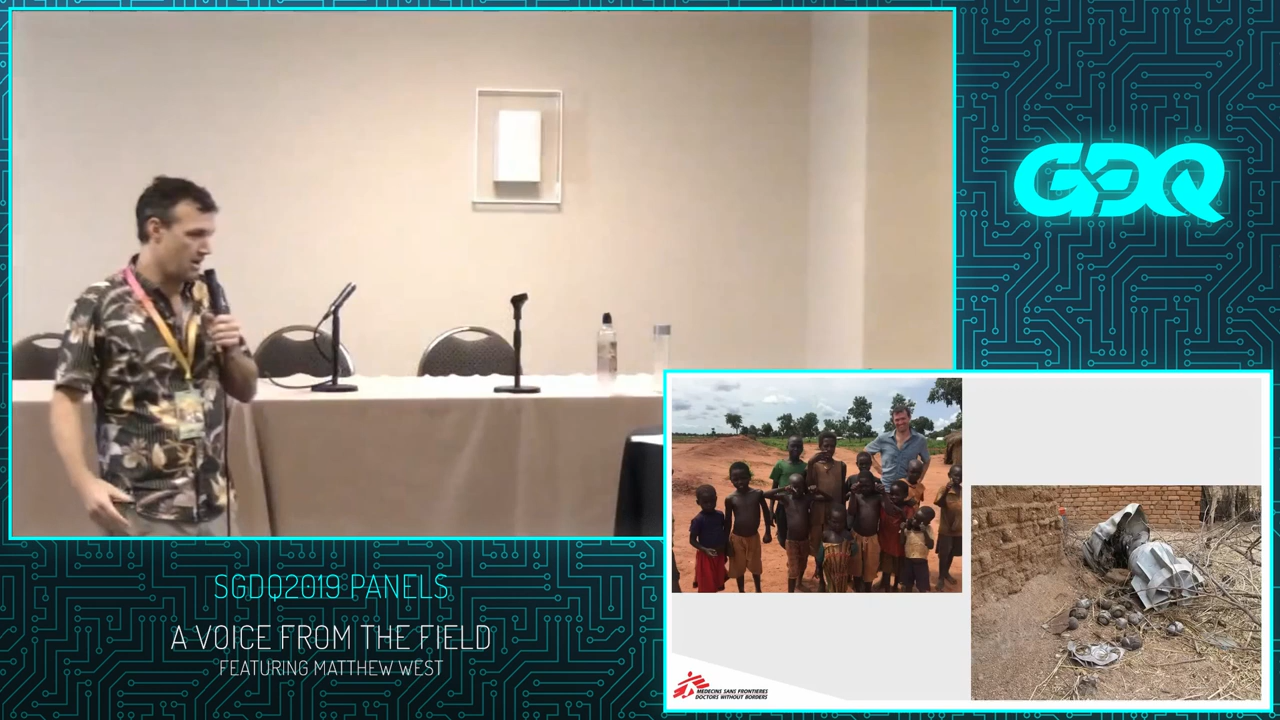 GDQ
SGDQ2019 PANELS
A VOICE FROM THE FIELD
FEATURING MATTHEW WEST
MEDECINS SANS FRONTIERES
DOCTORS WITHOUT BORDERS